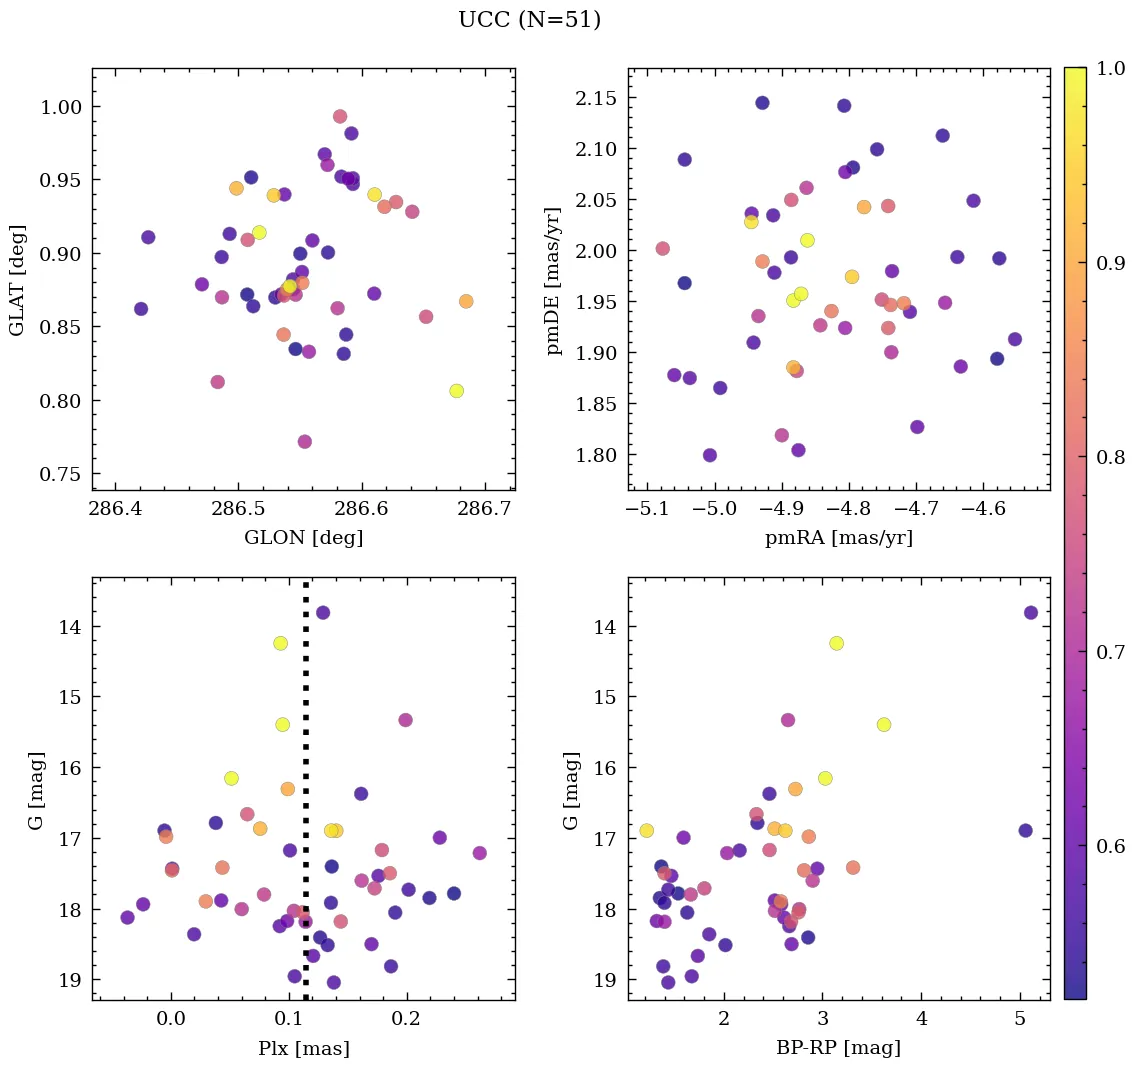 UCC (N=51)
1.00
0.95
0.90
0.85
0.80
0.75
GLAT [deg]
286.4 286.5 286.6 286.7
GLON [deg]
2.15
2.10
2.05
2.00
1.95
1.90
1.85
1.80
pmDE [mas/yr]
−5.1 −5.0 −4.9 −4.8 −4.7 −4.6
pmRA [mas/yr]
14
15
16
17
18
19
G [mag]
0.0 0.1 0.2
Plx [mas]
14
15
16
17
18
19
G [mag]
2 3 4 5
BP-RP [mag]
1.0
0.9
0.8
0.7
0.6